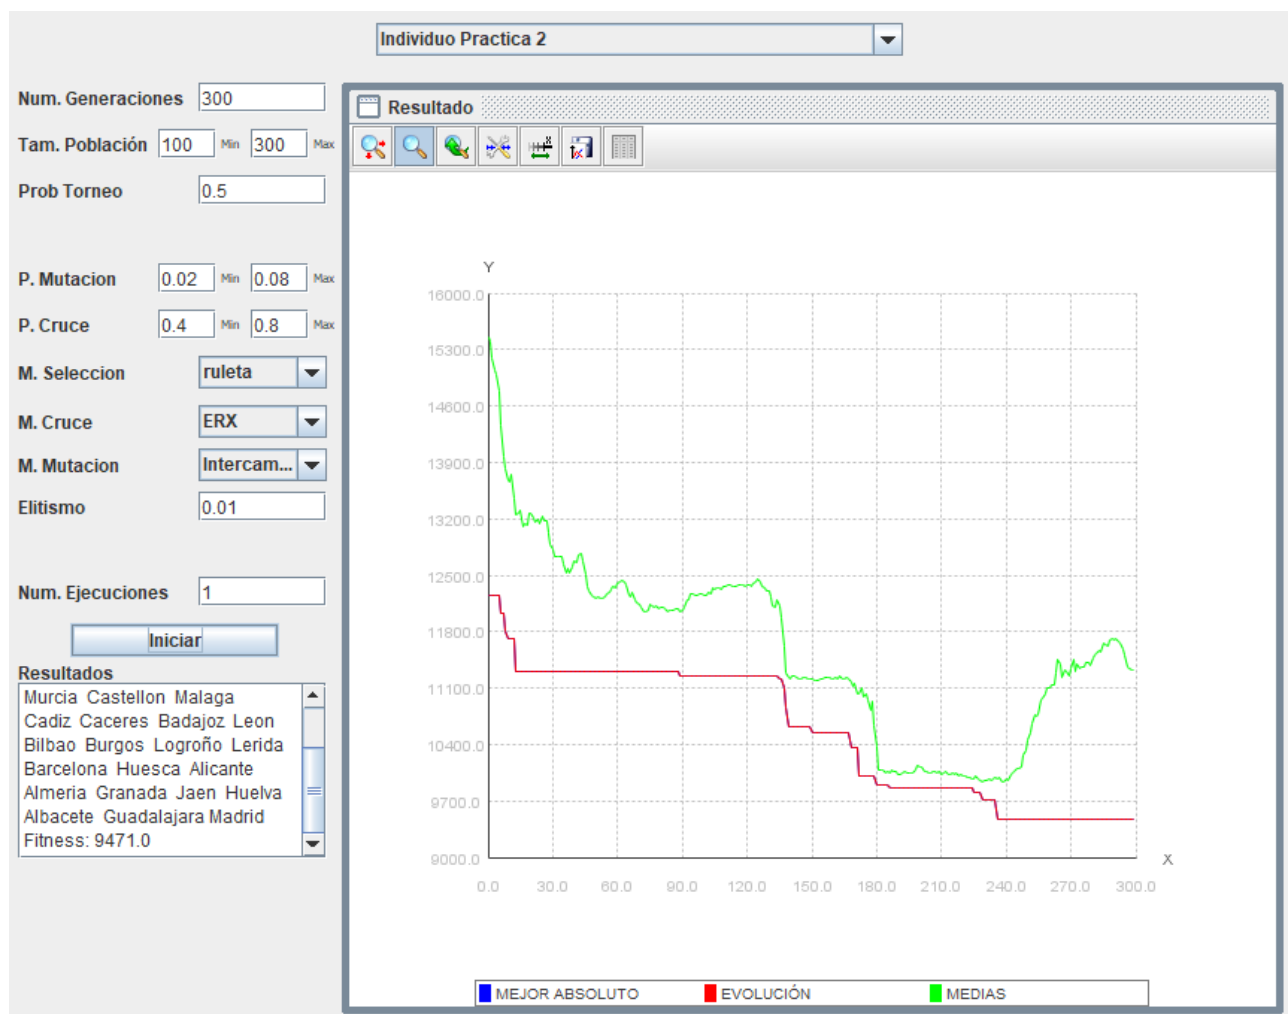 Individuo Practica 2
Num. Generaciones 300
Tam. Población 100 Min 300 Max
Prob Torneo 0.5
P. Mutacion 0.02 Min 0.08 Max
P. Cruce 0.4 Min 0.8 Max
M. Seleccion ruleta
M. Cruce ERX
M. Mutacion Intercam...
Elitismo 0.01
Num. Ejecuciones 1
Iniciar
Resultados
Murcia Castellon Malaga
Cadiz Caceres Badajoz Leon
Bilbao Burgos Logroño Lerida
Barcelona Huesca Alicante
Almeria Granada Jaen Huelva
Albacete Guadalajara Madrid
Fitness: 9471.0
Resultado
X
Y
16000.0
15300.0
14600.0
13900.0
13200.0
12500.0
11800.0
11100.0
10400.0
9700.0
9000.0
X
0.0 30.0 60.0 90.0 120.0 150.0 180.0 210.0 240.0 270.0 300.0
MEJOR ABSOLUTO EVOLUCIÓN MEDIAS